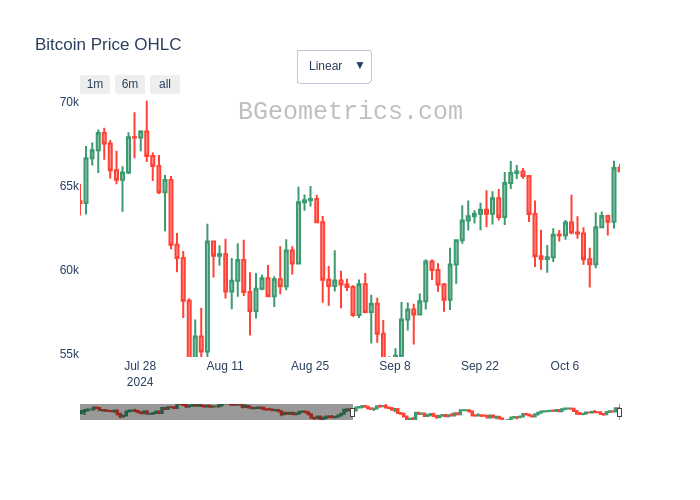 Bitcoin Price OHLC
Linear ▼
1m 6m all
BGeometrics.com
70k
65k
60k
55k
Jul 28 Aug 11 Aug 25 Sep 8 Sep 22 Oct 6
2024